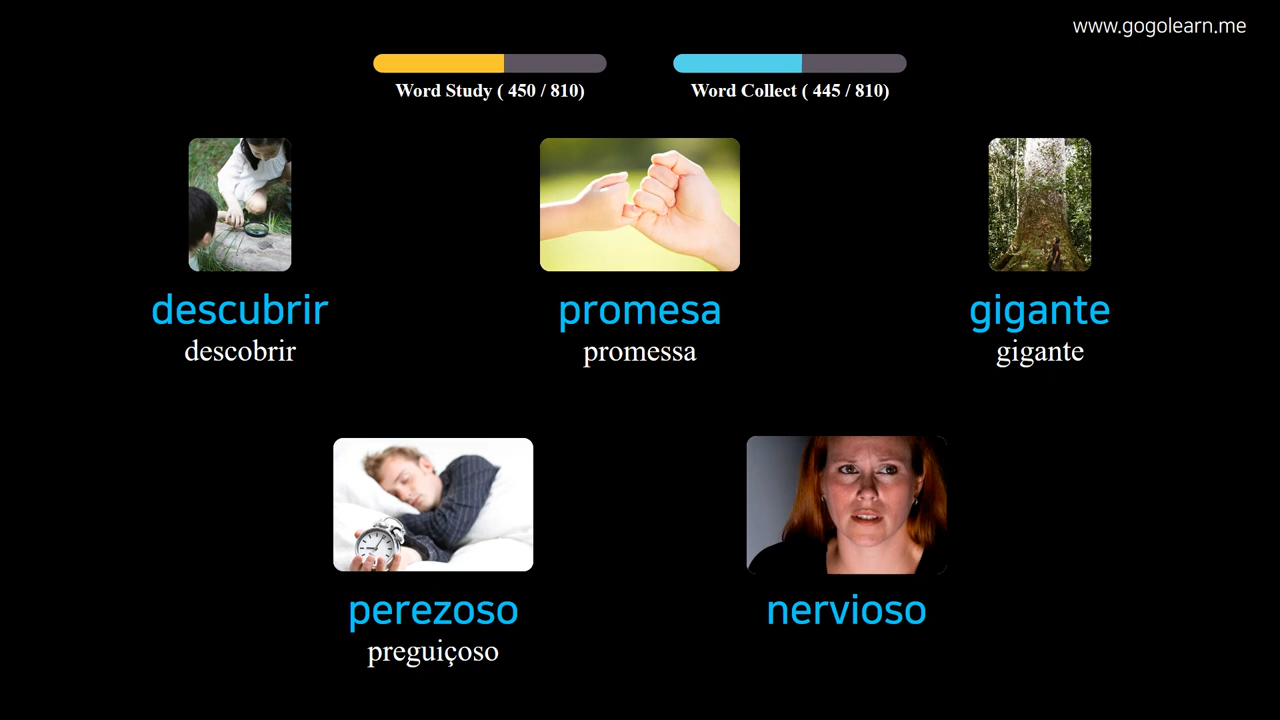 www.gogolearn.me
Word Study ( 450 / 810)
Word Collect ( 445 / 810)
descubrir
descobrir
promesa
promessa
gigante
gigante
perezoso
preguiçoso
nervioso